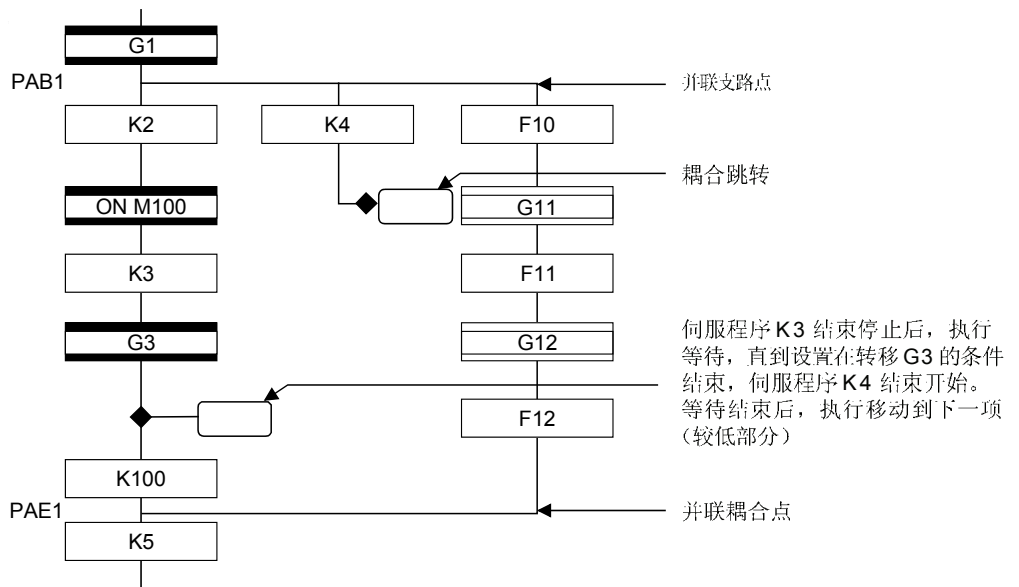 G1
PAB1
并联支路点
K2
K4
F10
耦合跳转
ON M100
G11
K3
F11
G3
G12
伺服程序K3 结束停止后，执行
等待，直到设置在转移G3的条件
结束，伺服程序K4 结束开始。
等待结束后，执行移动到下一项
（较低部分）
F12
K100
PAE1
并联耦合点
K5